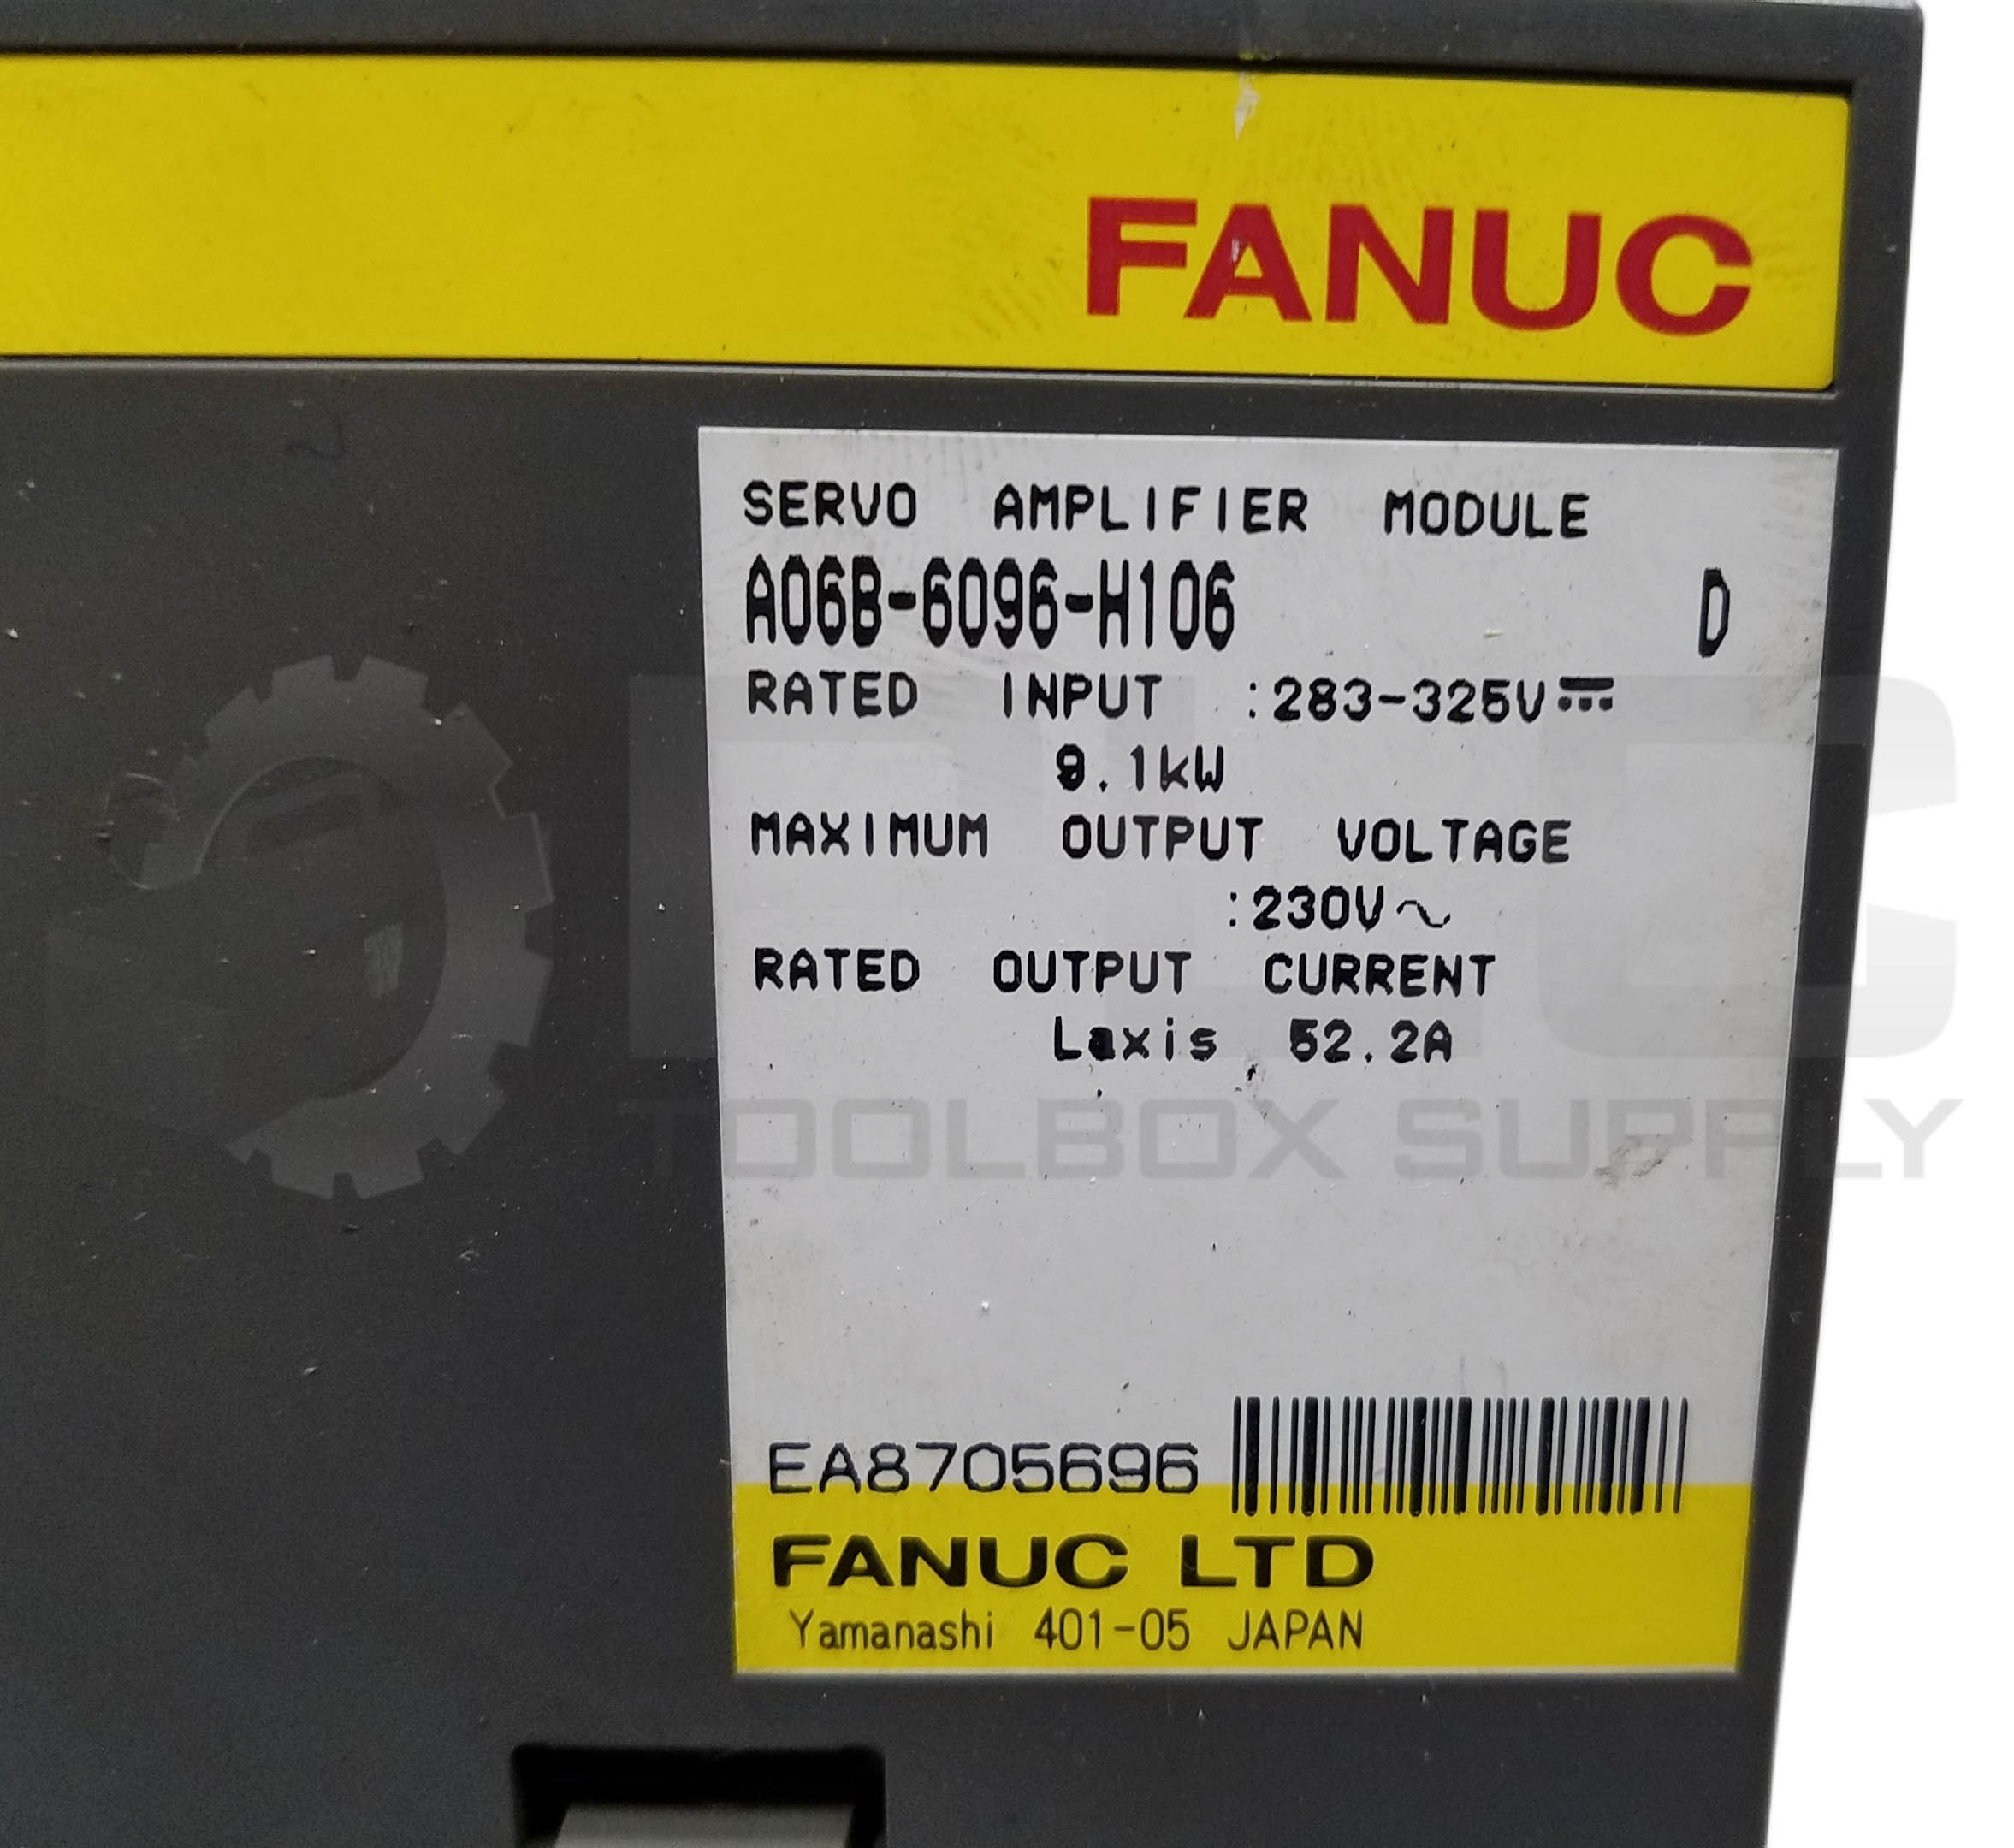 FANUC
SERVO AMPLIFIER MODULE
A06B-6096-H106 D
RATED INPUT :283-325V⎓
9.1kW
MAXIMUM OUTPUT VOLTAGE
:230V~
RATED OUTPUT CURRENT
Laxis 52.2A
PLC
TOOLBOX SUPPLY
EA8705696
FANUC LTD
Yamanashi 401-05 JAPAN